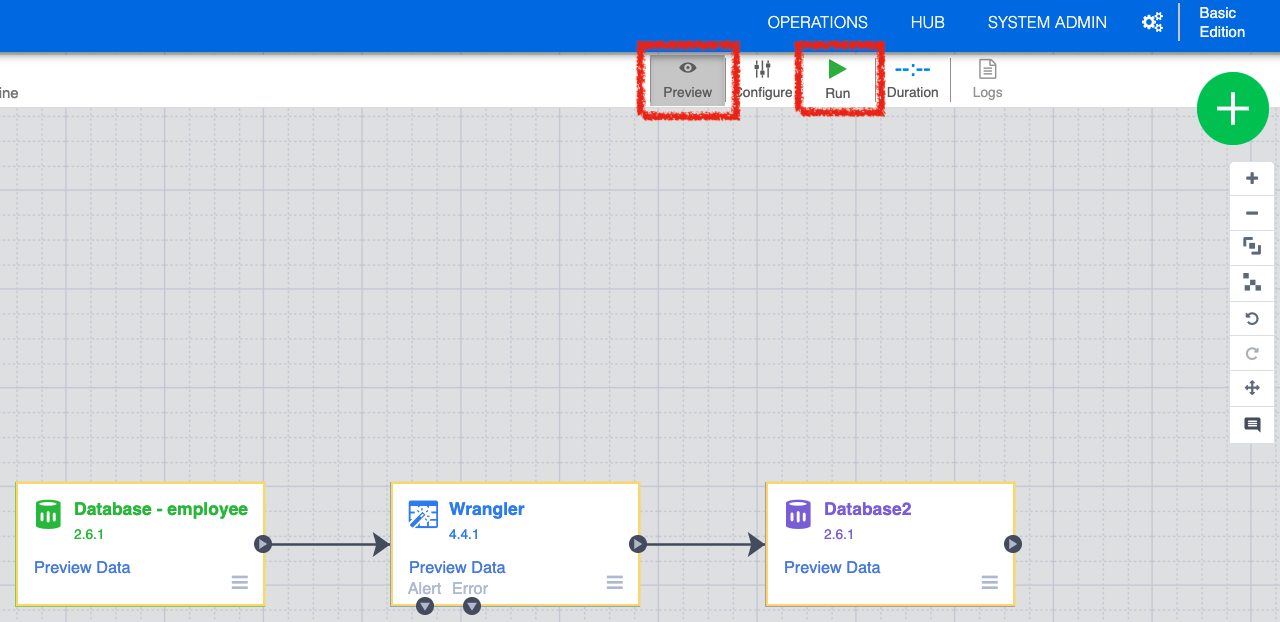 OPERATIONS HUB SYSTEM ADMIN Basic
Edition
ine Preview Configure Run Duration Logs
--:--
Database - employee
2.6.1
Preview Data
Wrangler
4.4.1
Preview Data
Alert Error
Database2
2.6.1
Preview Data